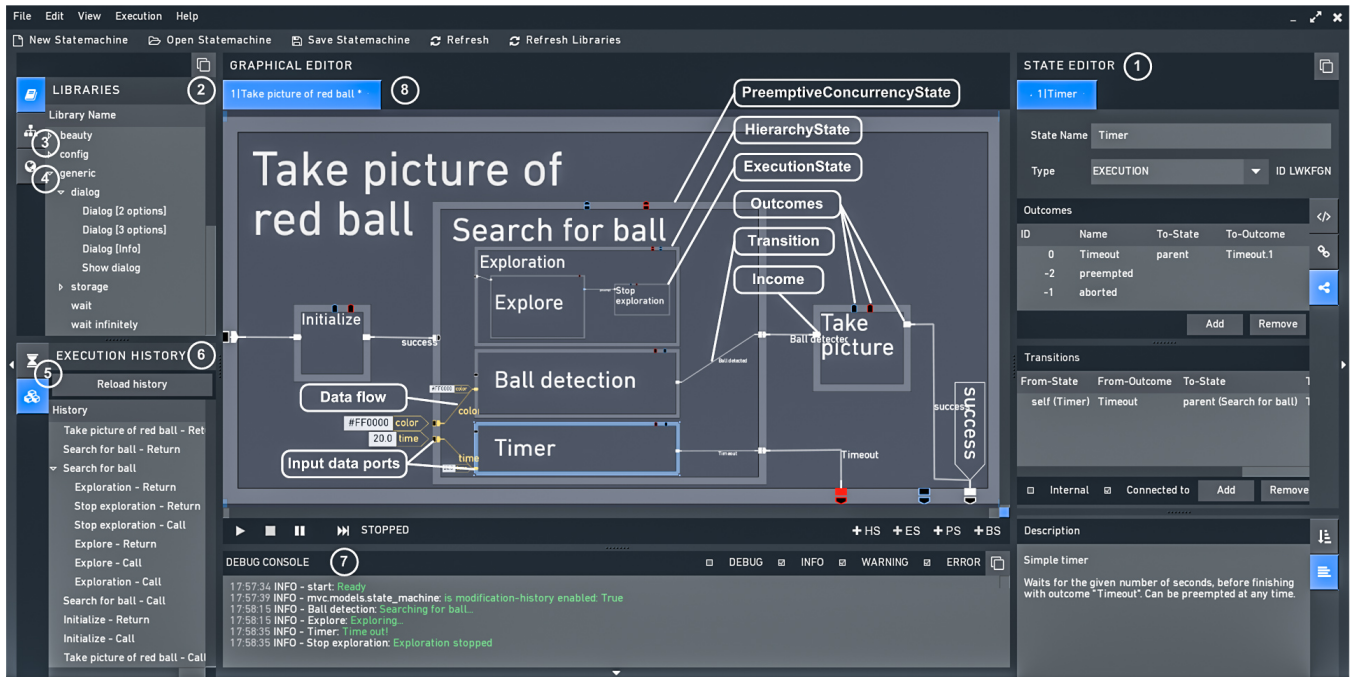 File Edit View Execution Help
New Statemachine Open Statemachine Save Statemachine Refresh Refresh Libraries
LIBRARIES 2
Library Name
beauty
3
config
4
generic
dialog
Dialog [2 options]
Dialog [3 options]
Dialog [Info]
Show dialog
storage
wait
wait infinitely
EXECUTION HISTORY 6
5
Reload history
History
Take picture of red ball - Ret
Search for ball - Return
Search for ball
Exploration - Return
Stop exploration - Return
Stop exploration - Call
Explore - Return
Explore - Call
Exploration - Call
Search for ball - Call
Initialize - Return
Initialize - Call
Take picture of red ball - Call
GRAPHICAL EDITOR
1|Take picture of red ball * 8
PreemptiveConcurrencyState
HierarchyState
ExecutionState
Outcomes
Transition
Income
Take picture of
red ball
Search for ball
Exploration
Explore
Stop
exploration
Initialize
success
Ball detection
Ball detected
Ball detected
Take
picture
Data flow
#FF0000 color
color
#FF0000 color
20.0 time
time
Input data ports
Timer
Timeout
Timeout
success
success
STOPPED
+HS +ES +PS +BS
DEBUG CONSOLE 7 DEBUG INFO WARNING ERROR
17:57:34 INFO - start: Ready
17:57:39 INFO - mvc.models.state_machine: is modification-history enabled: True
17:58:15 INFO - Ball detection: Searching for ball...
17:58:15 INFO - Explore: Exploring...
17:58:35 INFO - Timer: Time out!
17:58:35 INFO - Stop exploration: Exploration stopped
STATE EDITOR 1
1|Timer
State Name Timer
Type EXECUTION ID LWKFGN
Outcomes
ID Name To-State To-Outcome
0 Timeout parent Timeout.1
-2 preempted
-1 aborted
Add Remove
Transitions
From-State From-Outcome To-State T
self (Timer) Timeout parent (Search for ball) T
Internal Connected to Add Remove
Description
Simple timer
Waits for the given number of seconds, before finishing
with outcome "Timeout". Can be preempted at any time.